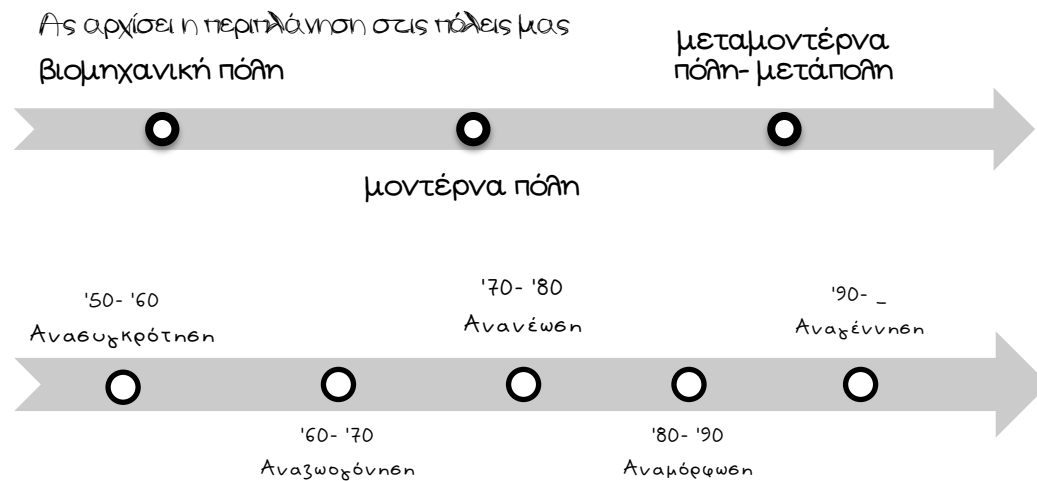 Ας αρχίσει η περιπλάνηση στις πόλεις μας
βιομηχανική πόλη
μεταμοντέρνα
πόλη- μετάπολη
μοντέρνα πόλη
'50- '60
Ανασυγκρότηση
'70- '80
Ανανέωση
'90- _
Αναγέννηση
'60- '70
Αναζωογόνηση
'80- '90
Αναμόρφωση